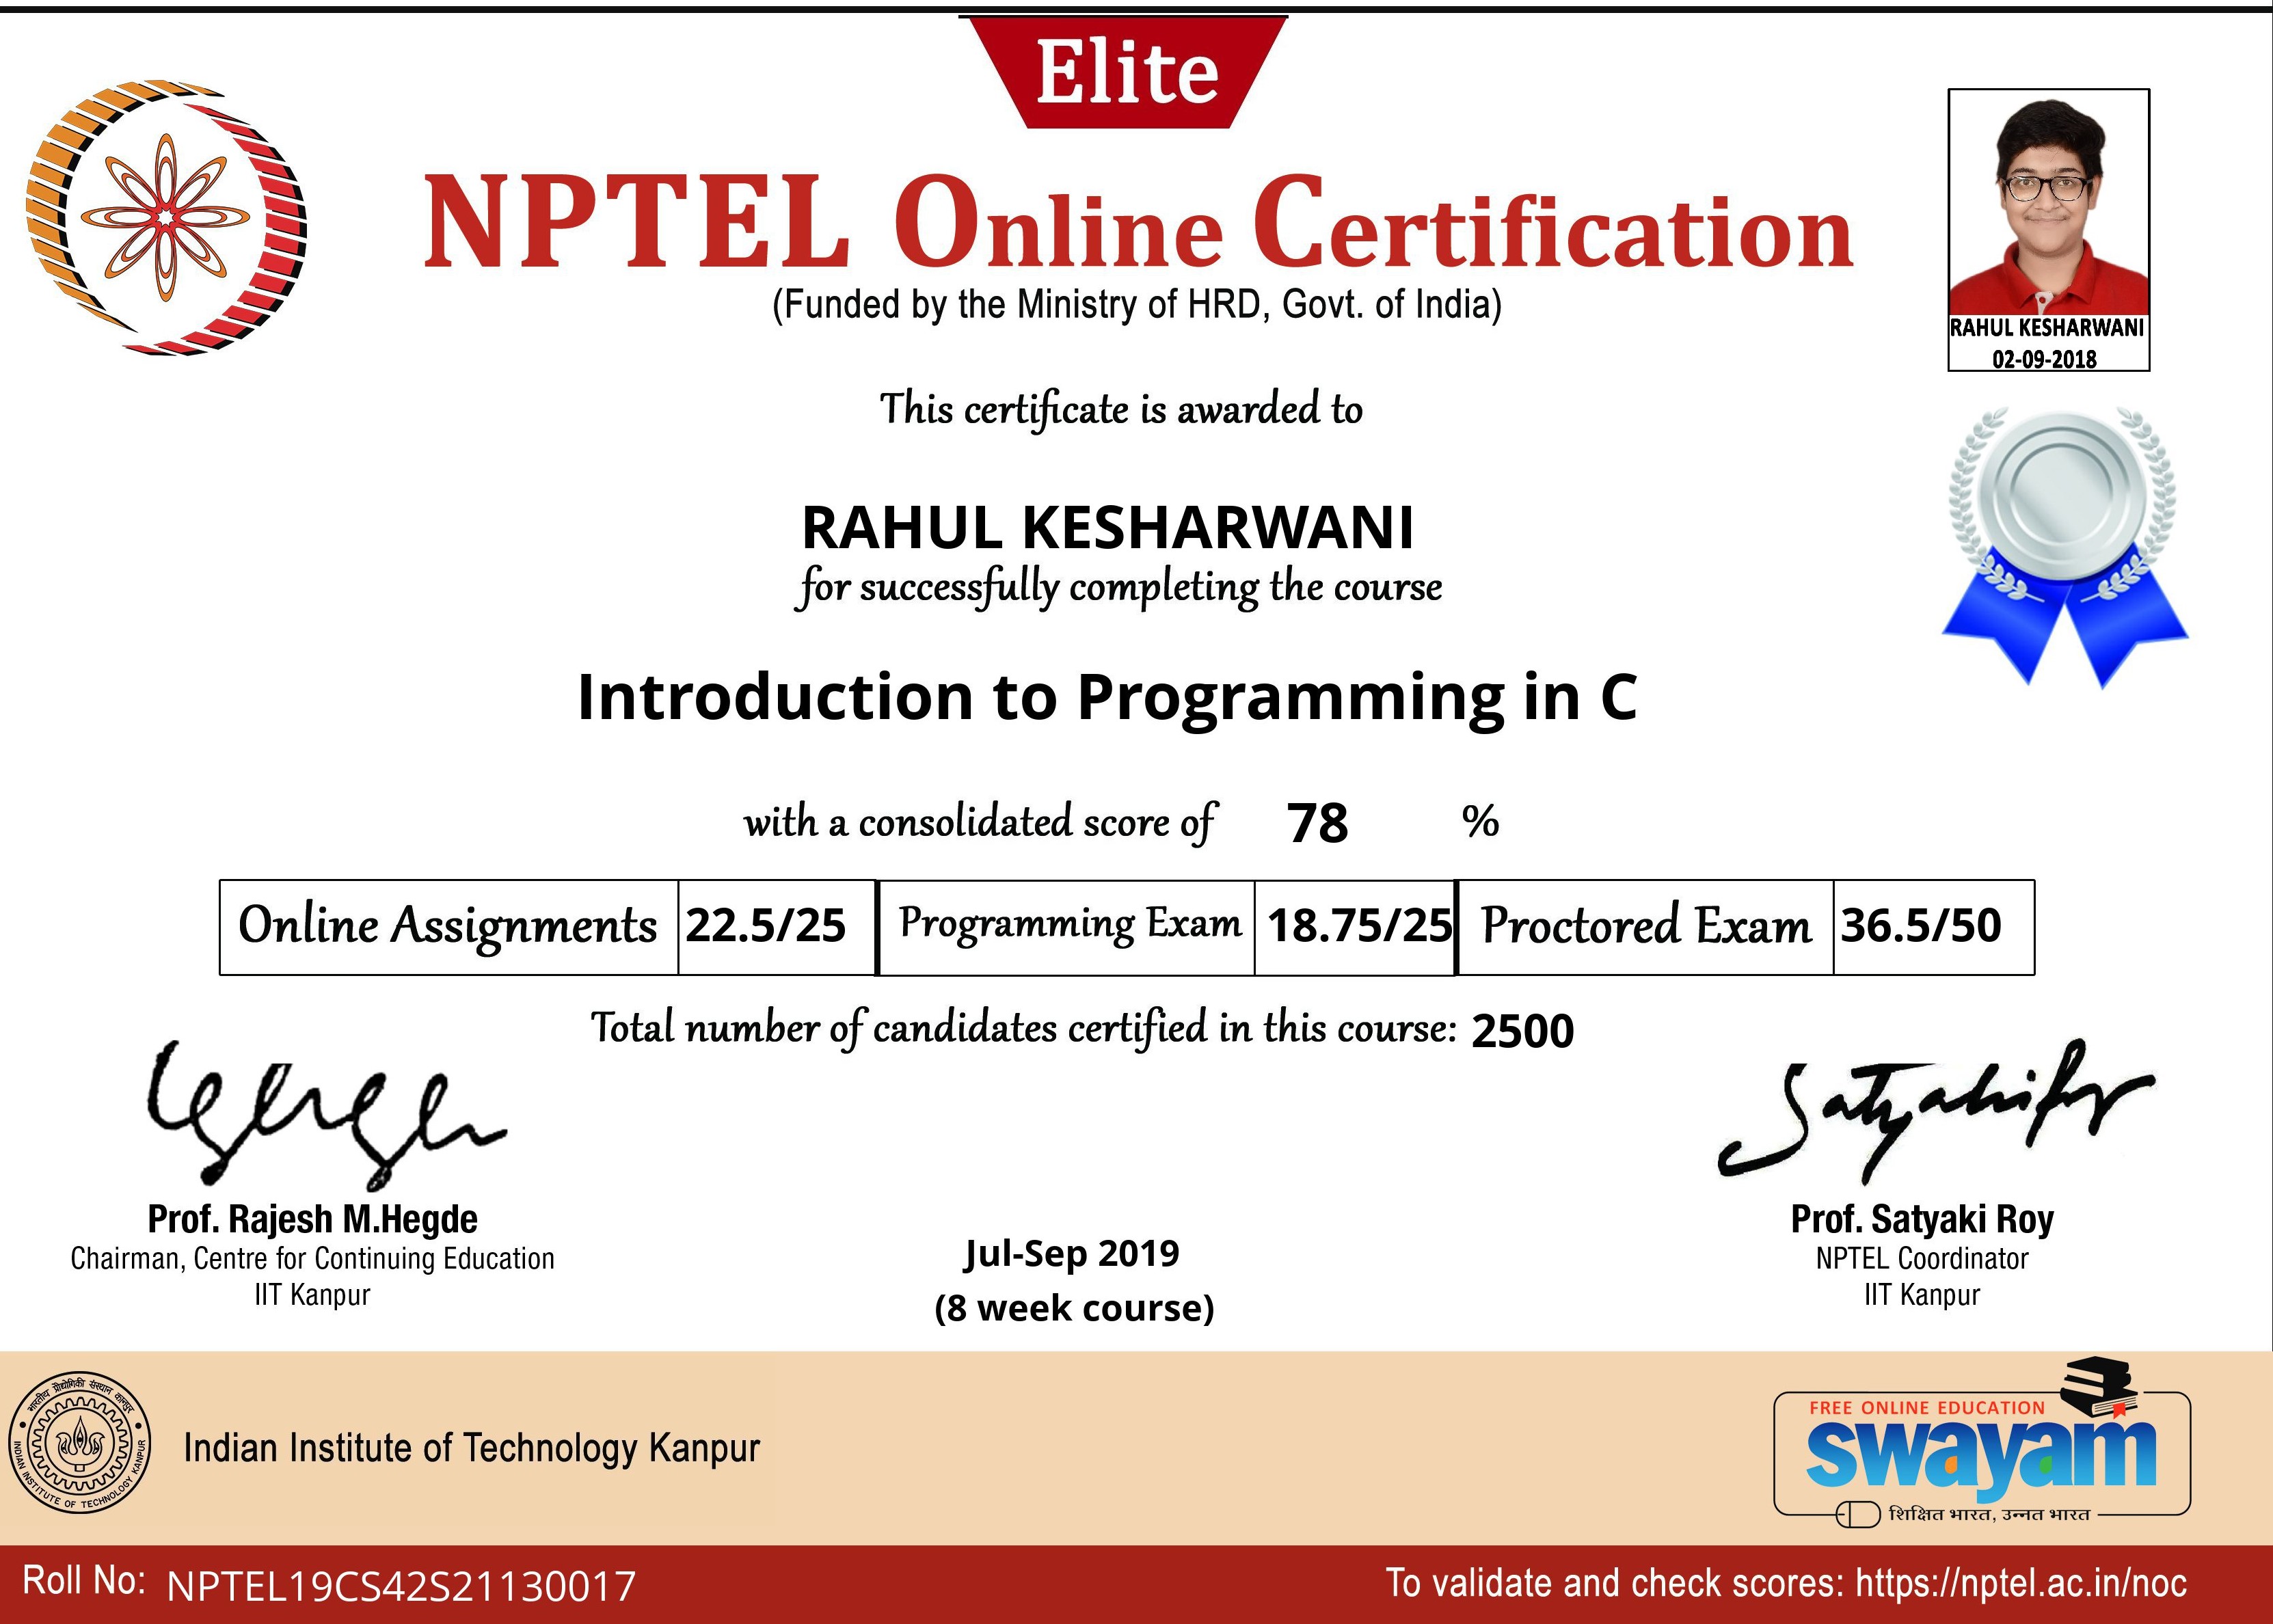 Elite
NPTEL Online Certification
(Funded by the Ministry of HRD, Govt. of India)
RAHUL KESHARWANI
02-09-2018
This certificate is awarded to
RAHUL KESHARWANI
for successfully completing the course
Introduction to Programming in C
with a consolidated score of 78 %
Online Assignments 22.5/25 Programming Exam 18.75/25 Proctored Exam 36.5/50
Total number of candidates certified in this course: 2500
Prof. Rajesh M.Hegde
Chairman, Centre for Continuing Education
IIT Kanpur
Jul-Sep 2019
(8 week course)
Prof. Satyaki Roy
NPTEL Coordinator
IIT Kanpur
भारतीय प्रौद्योगिकी संस्थान कानपुर
INDIAN INSTITUTE OF TECHNOLOGY KANPUR
Indian Institute of Technology Kanpur
FREE ONLINE EDUCATION
swayam
शिक्षित भारत, उन्नत भारत
Roll No: NPTEL19CS42S21130017
To validate and check scores: https://nptel.ac.in/noc